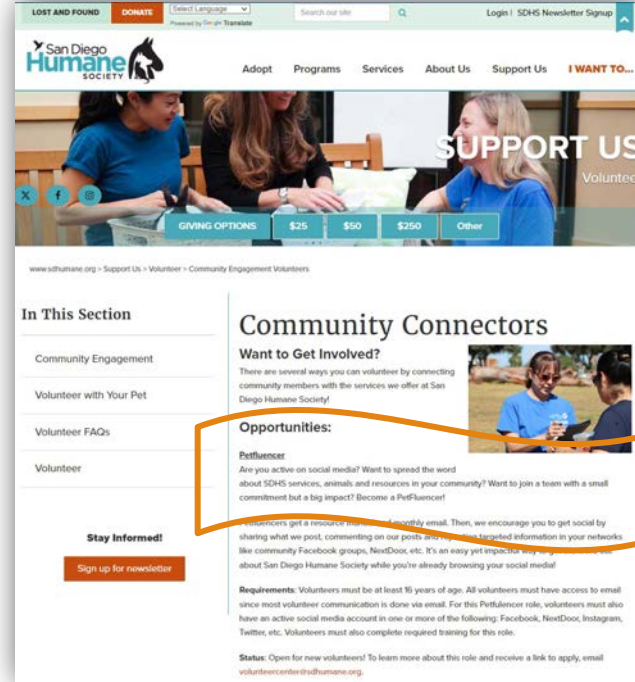 LOST AND FOUND DONATE Select Language Search our site Login | SDHS Newsletter Signup
Powered by Google Translate
San Diego
Humane
SOCIETY
Adopt Programs Services About Us Support Us I WANT TO...
SUPPORT US
Volunteer
GIVING OPTIONS $25 $50 $250 Other
www.sdhumane.org > Support Us > Volunteer > Community Engagement Volunteers
In This Section
Community Engagement
Volunteer with Your Pet
Volunteer FAQs
Volunteer
Stay Informed!
Sign up for newsletter
Community Connectors
Want to Get Involved?
There are several ways you can volunteer by connecting
community members with the services we offer at San
Diego Humane Society!
Opportunities:
Petfluencer
Are you active on social media? Want to spread the word
about SDHS services, animals and resources in your community? Want to join a team with a small
commitment but a big impact? Become a PetFluencer!
get a resource monthly email. Then, we encourage you to get social by
sharing what we post, commenting on our posts and targeted information in your networks
like community Facebook groups, NextDoor, etc. It's an easy yet
about San Diego Humane Society while you're already browsing your social media!
Requirements: Volunteers must be at least 16 years of age. All volunteers must have access to email
since most volunteer communication is done via email. For this Petfulencer role, volunteers must also
have an active social media account in one or more of the following: Facebook, NextDoor, Instagram,
Twitter, etc. Volunteers must also complete required training for this role.
Status: Open for new volunteers! To learn more about this role and receive a link to apply, email
volunteercenter@sdhumane.org.